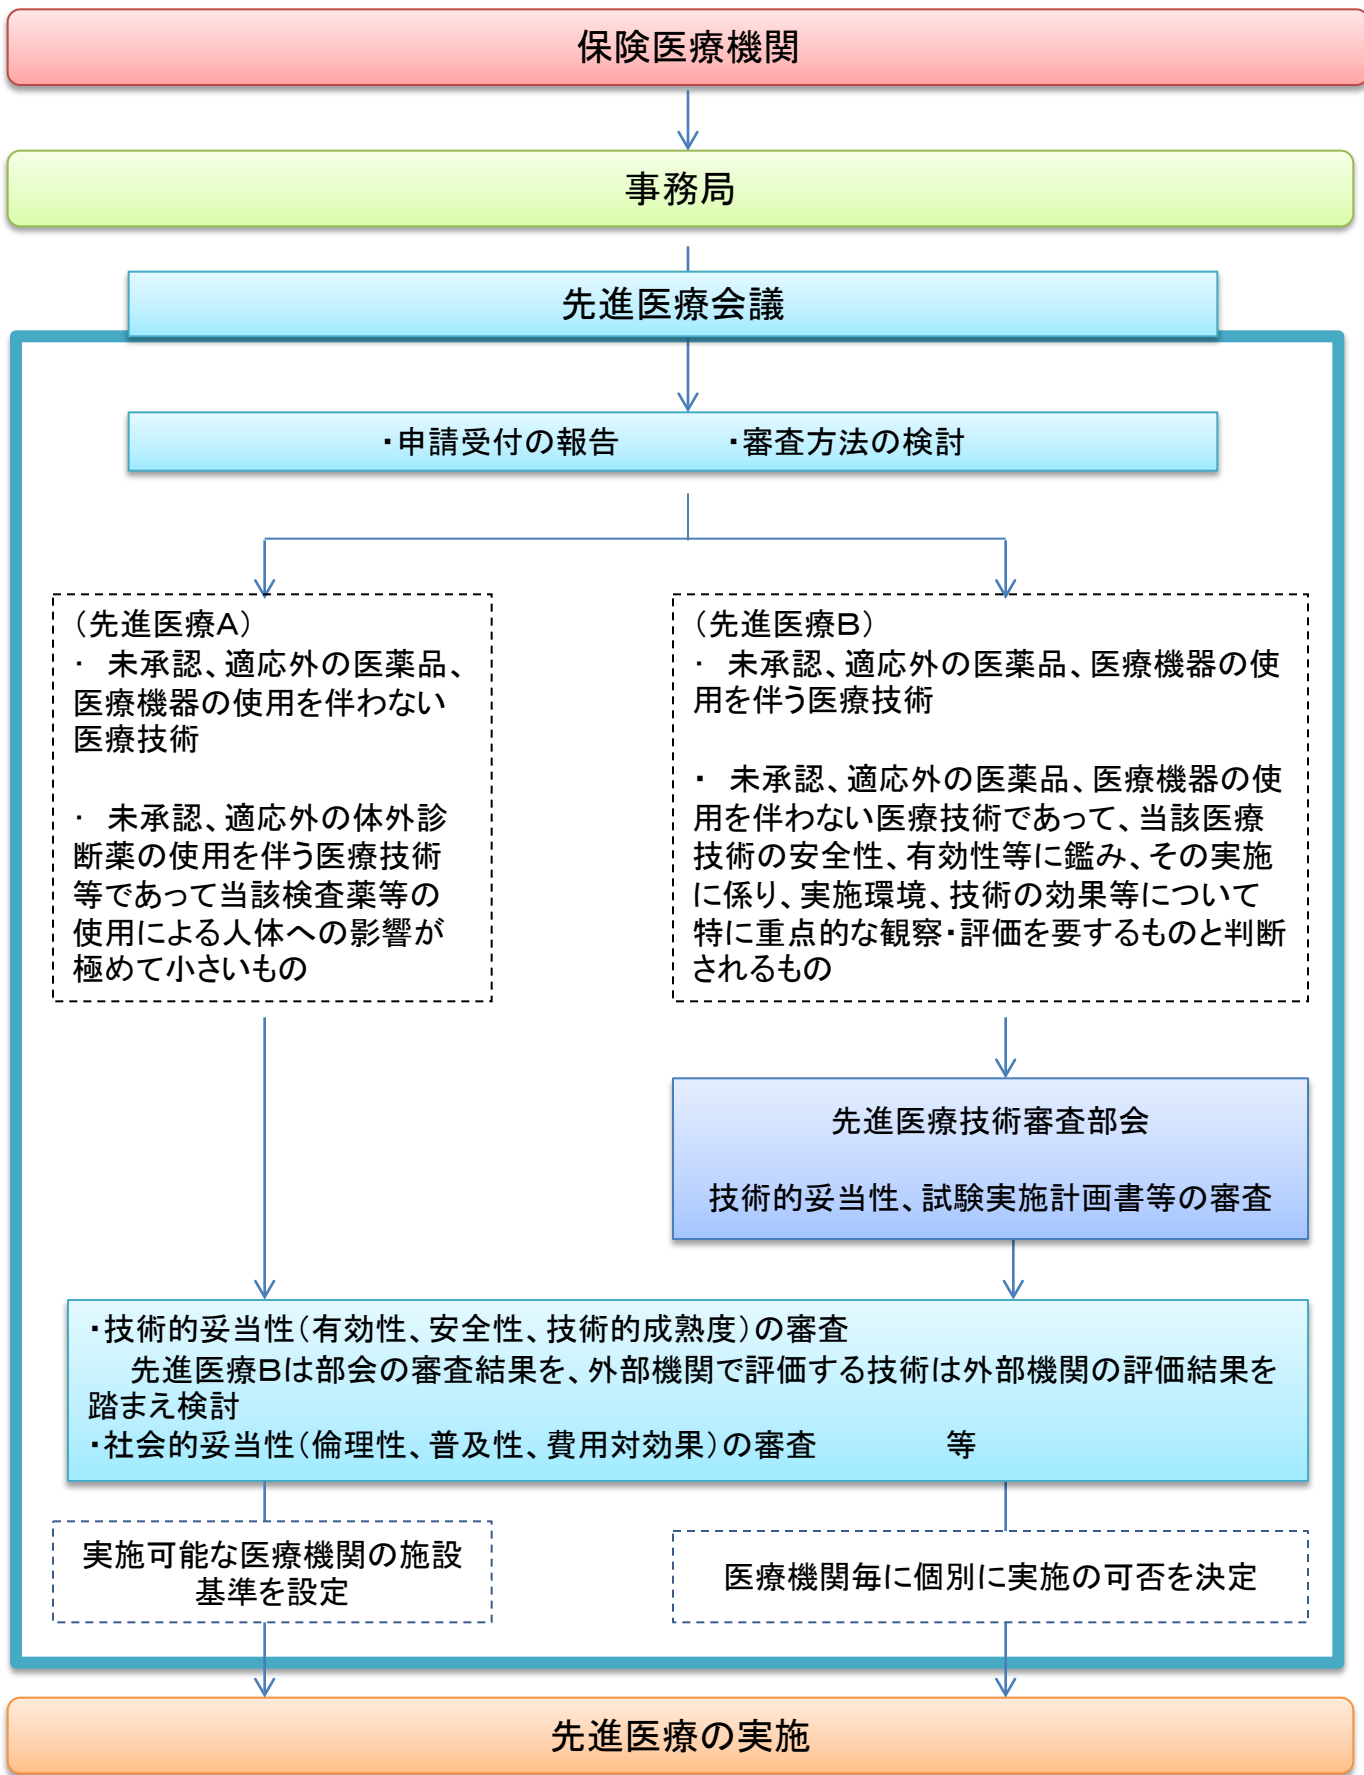 保険医療機関
事務局
先進医療会議
・申請受付の報告　　　・審査方法の検討
（先進医療Ａ）
・　未承認、適応外の医薬品、
医療機器の使用を伴わない
医療技術
・　未承認、適応外の体外診
断薬の使用を伴う医療技術
等であって当該検査薬等の
使用による人体への影響が
極めて小さいもの
（先進医療Ｂ）
・　未承認、適応外の医薬品、医療機器の使
用を伴う医療技術
・　未承認、適応外の医薬品、医療機器の使
用を伴わない医療技術であって、当該医療
技術の安全性、有効性等に鑑み、その実施
に係り、実施環境、技術の効果等について
特に重点的な観察・評価を要するものと判断
されるもの
先進医療技術審査部会
技術的妥当性、試験実施計画書等の審査
・技術的妥当性（有効性、安全性、技術的成熟度）の審査
　先進医療Ｂは部会の審査結果を、外部機関で評価する技術は外部機関の評価結果を
踏まえ検討
・社会的妥当性（倫理性、普及性、費用対効果）の審査　　　　等
実施可能な医療機関の施設
基準を設定
医療機関毎に個別に実施の可否を決定
先進医療の実施